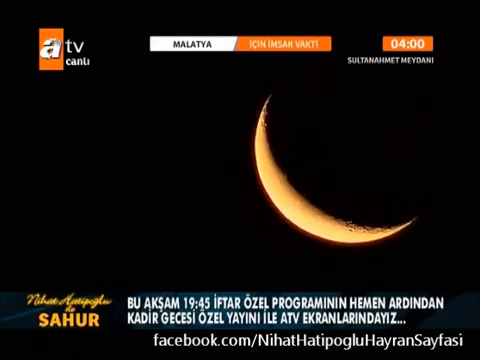 atv
canlı
MALATYA
İÇİN İMSAK VAKTİ
04:00
SULTANAHMET MEYDANI
Nihat Hatipoğlu
ile
SAHUR
BU AKŞAM 19:45 İFTAR ÖZEL PROGRAMININ HEMEN ARDINDAN
KADİR GECESİ ÖZEL YAYINI İLE ATV EKRANLARINDAYIZ...
facebook.com/NihatHatipogluHayranSayfasi